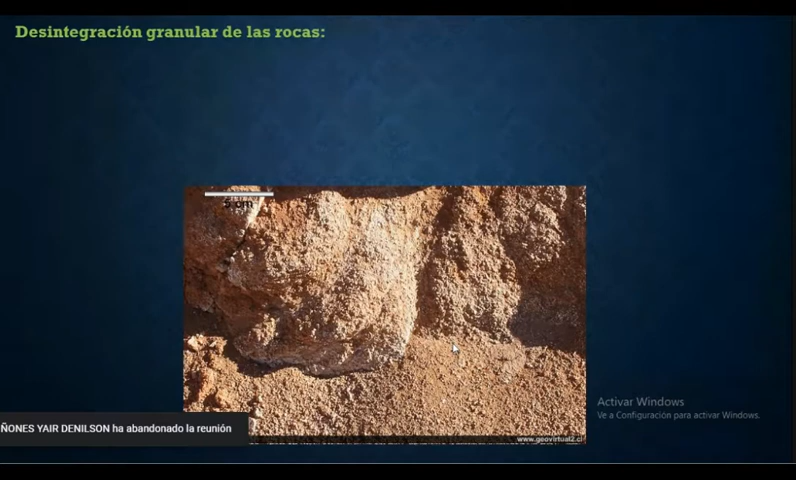 Desintegración granular de las rocas:
5 cm
Activar Windows
Ve a Configuración para activar Windows.
ÑONES YAIR DENILSON ha abandonado la reunión
www.geovirtual2.cl